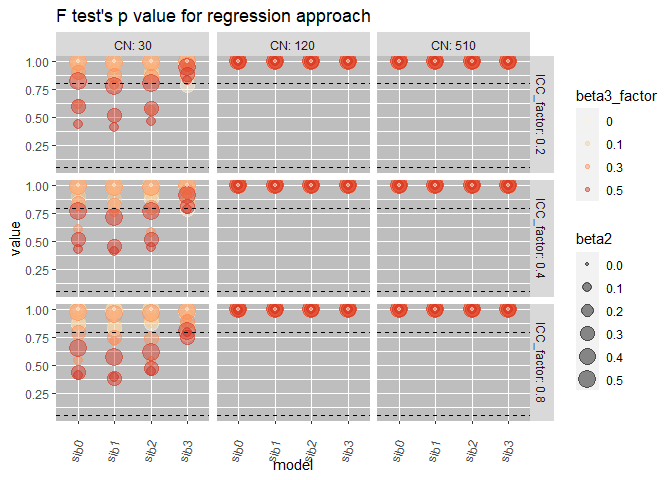 F test's p value for regression approach
CN: 30
CN: 120
CN: 510
value
1.00
0.75
0.50
0.25
ICC_factor: 0.2
1.00
0.75
0.50
0.25
ICC_factor: 0.4
1.00
0.75
0.50
0.25
ICC_factor: 0.8
sib0
sib1
sib2
sib3
sib0
sib1
sib2
sib3
sib0
sib1
sib2
sib3
model
beta3_factor
0
0.1
0.3
0.5
beta2
0.0
0.1
0.2
0.3
0.4
0.5